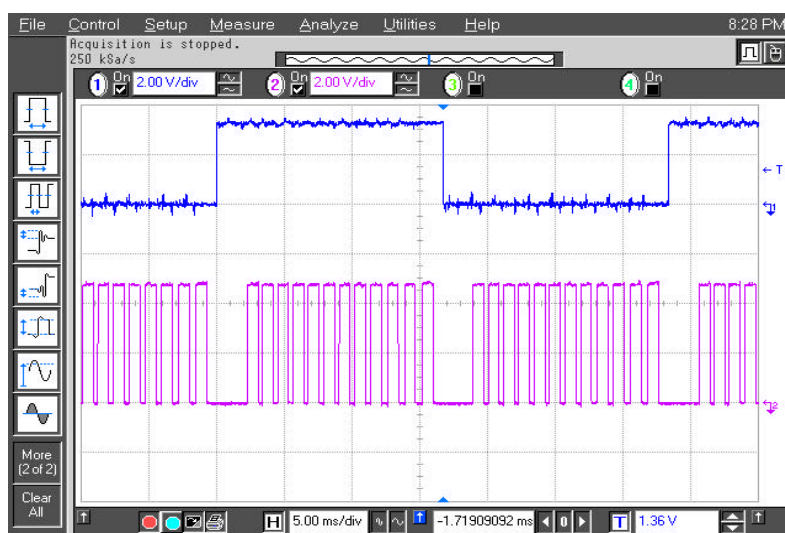 File Control Setup Measure Analyze Utilities Help 8:28 PM
Acquisition is stopped.
250 kSa/s
1 On 2.00 V/div 2 On 2.00 V/div 3 On 4 On
T
1
2
More
(2 of 2)
Clear
All
H 5.00 ms/div -1.71909092 ms 0 T 1.36 V